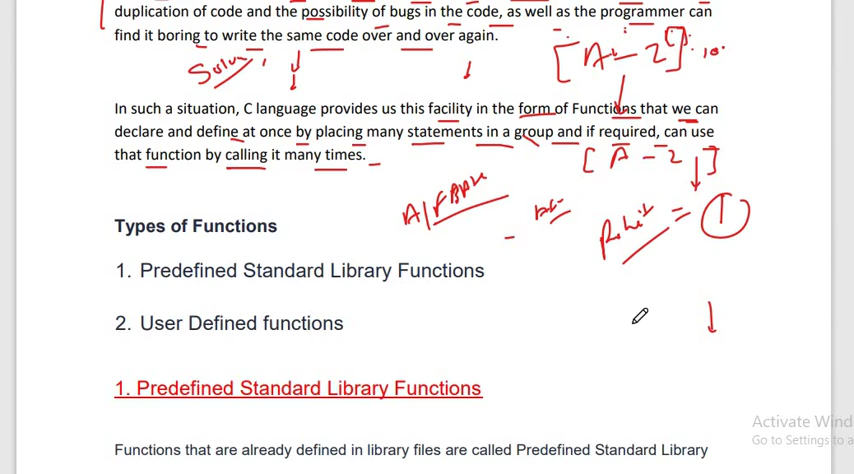 duplication of code and the possibility of bugs in the code, as well as the programmer can
find it boring to write the same code over and over again.
[A-
In such a situation, C language provides us this facility in the form of Functions that we can
declare and define at once by placing many statements in a group and if required, can use
that function by calling it many times.
[A-2]
Types of Functions
= 1
1. Predefined Standard Library Functions
2. User Defined functions
1. Predefined Standard Library Functions
Activate Wind
Go to Settings to a
Functions that are already defined in library files are called Predefined Standard Library